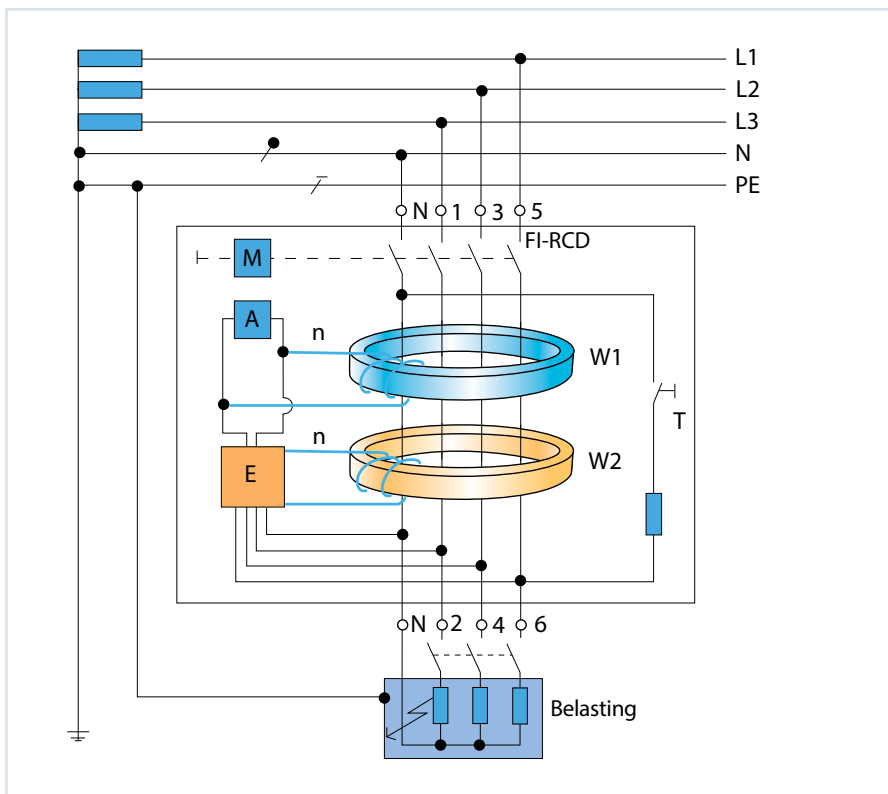 L1
L2
L3
N
PE
N 1 3 5
FI-RCD
M
A
n
W1
T
n
E
W2
N 2 4 6
Belasting